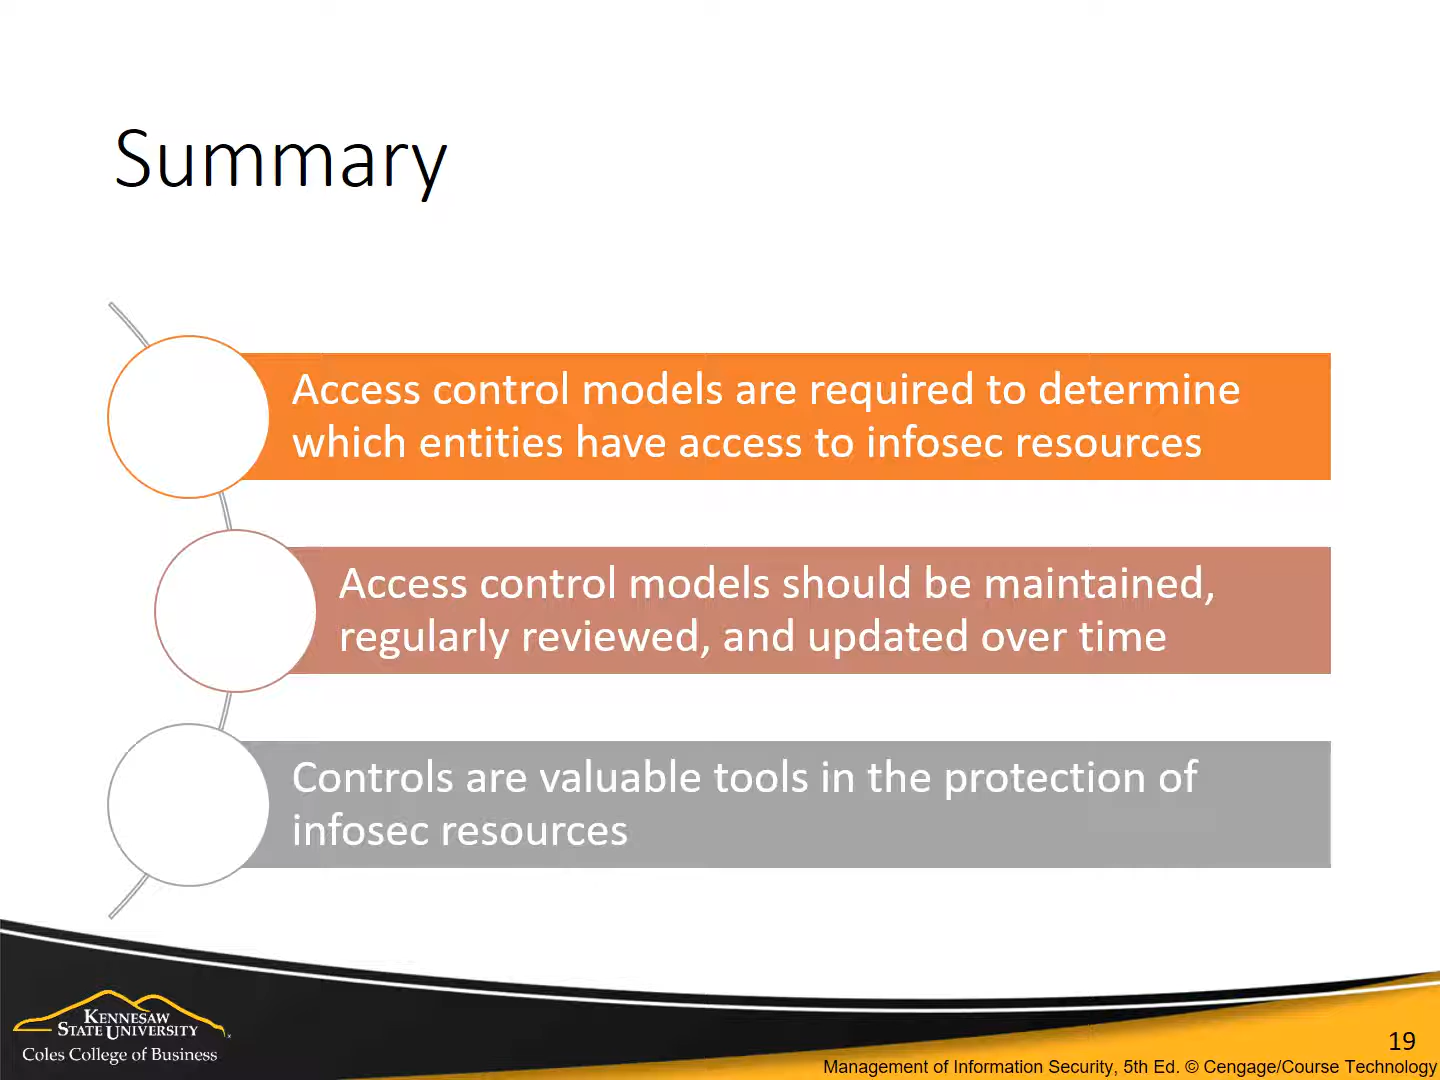 Summary
Access control models are required to determine
which entities have access to infosec resources
Access control models should be maintained,
regularly reviewed, and updated over time
Controls are valuable tools in the protection of
infosec resources
KENNESAW
STATE UNIVERSITY
Coles College of Business
19
Management of Information Security, 5th Ed. © Cengage/Course Technology